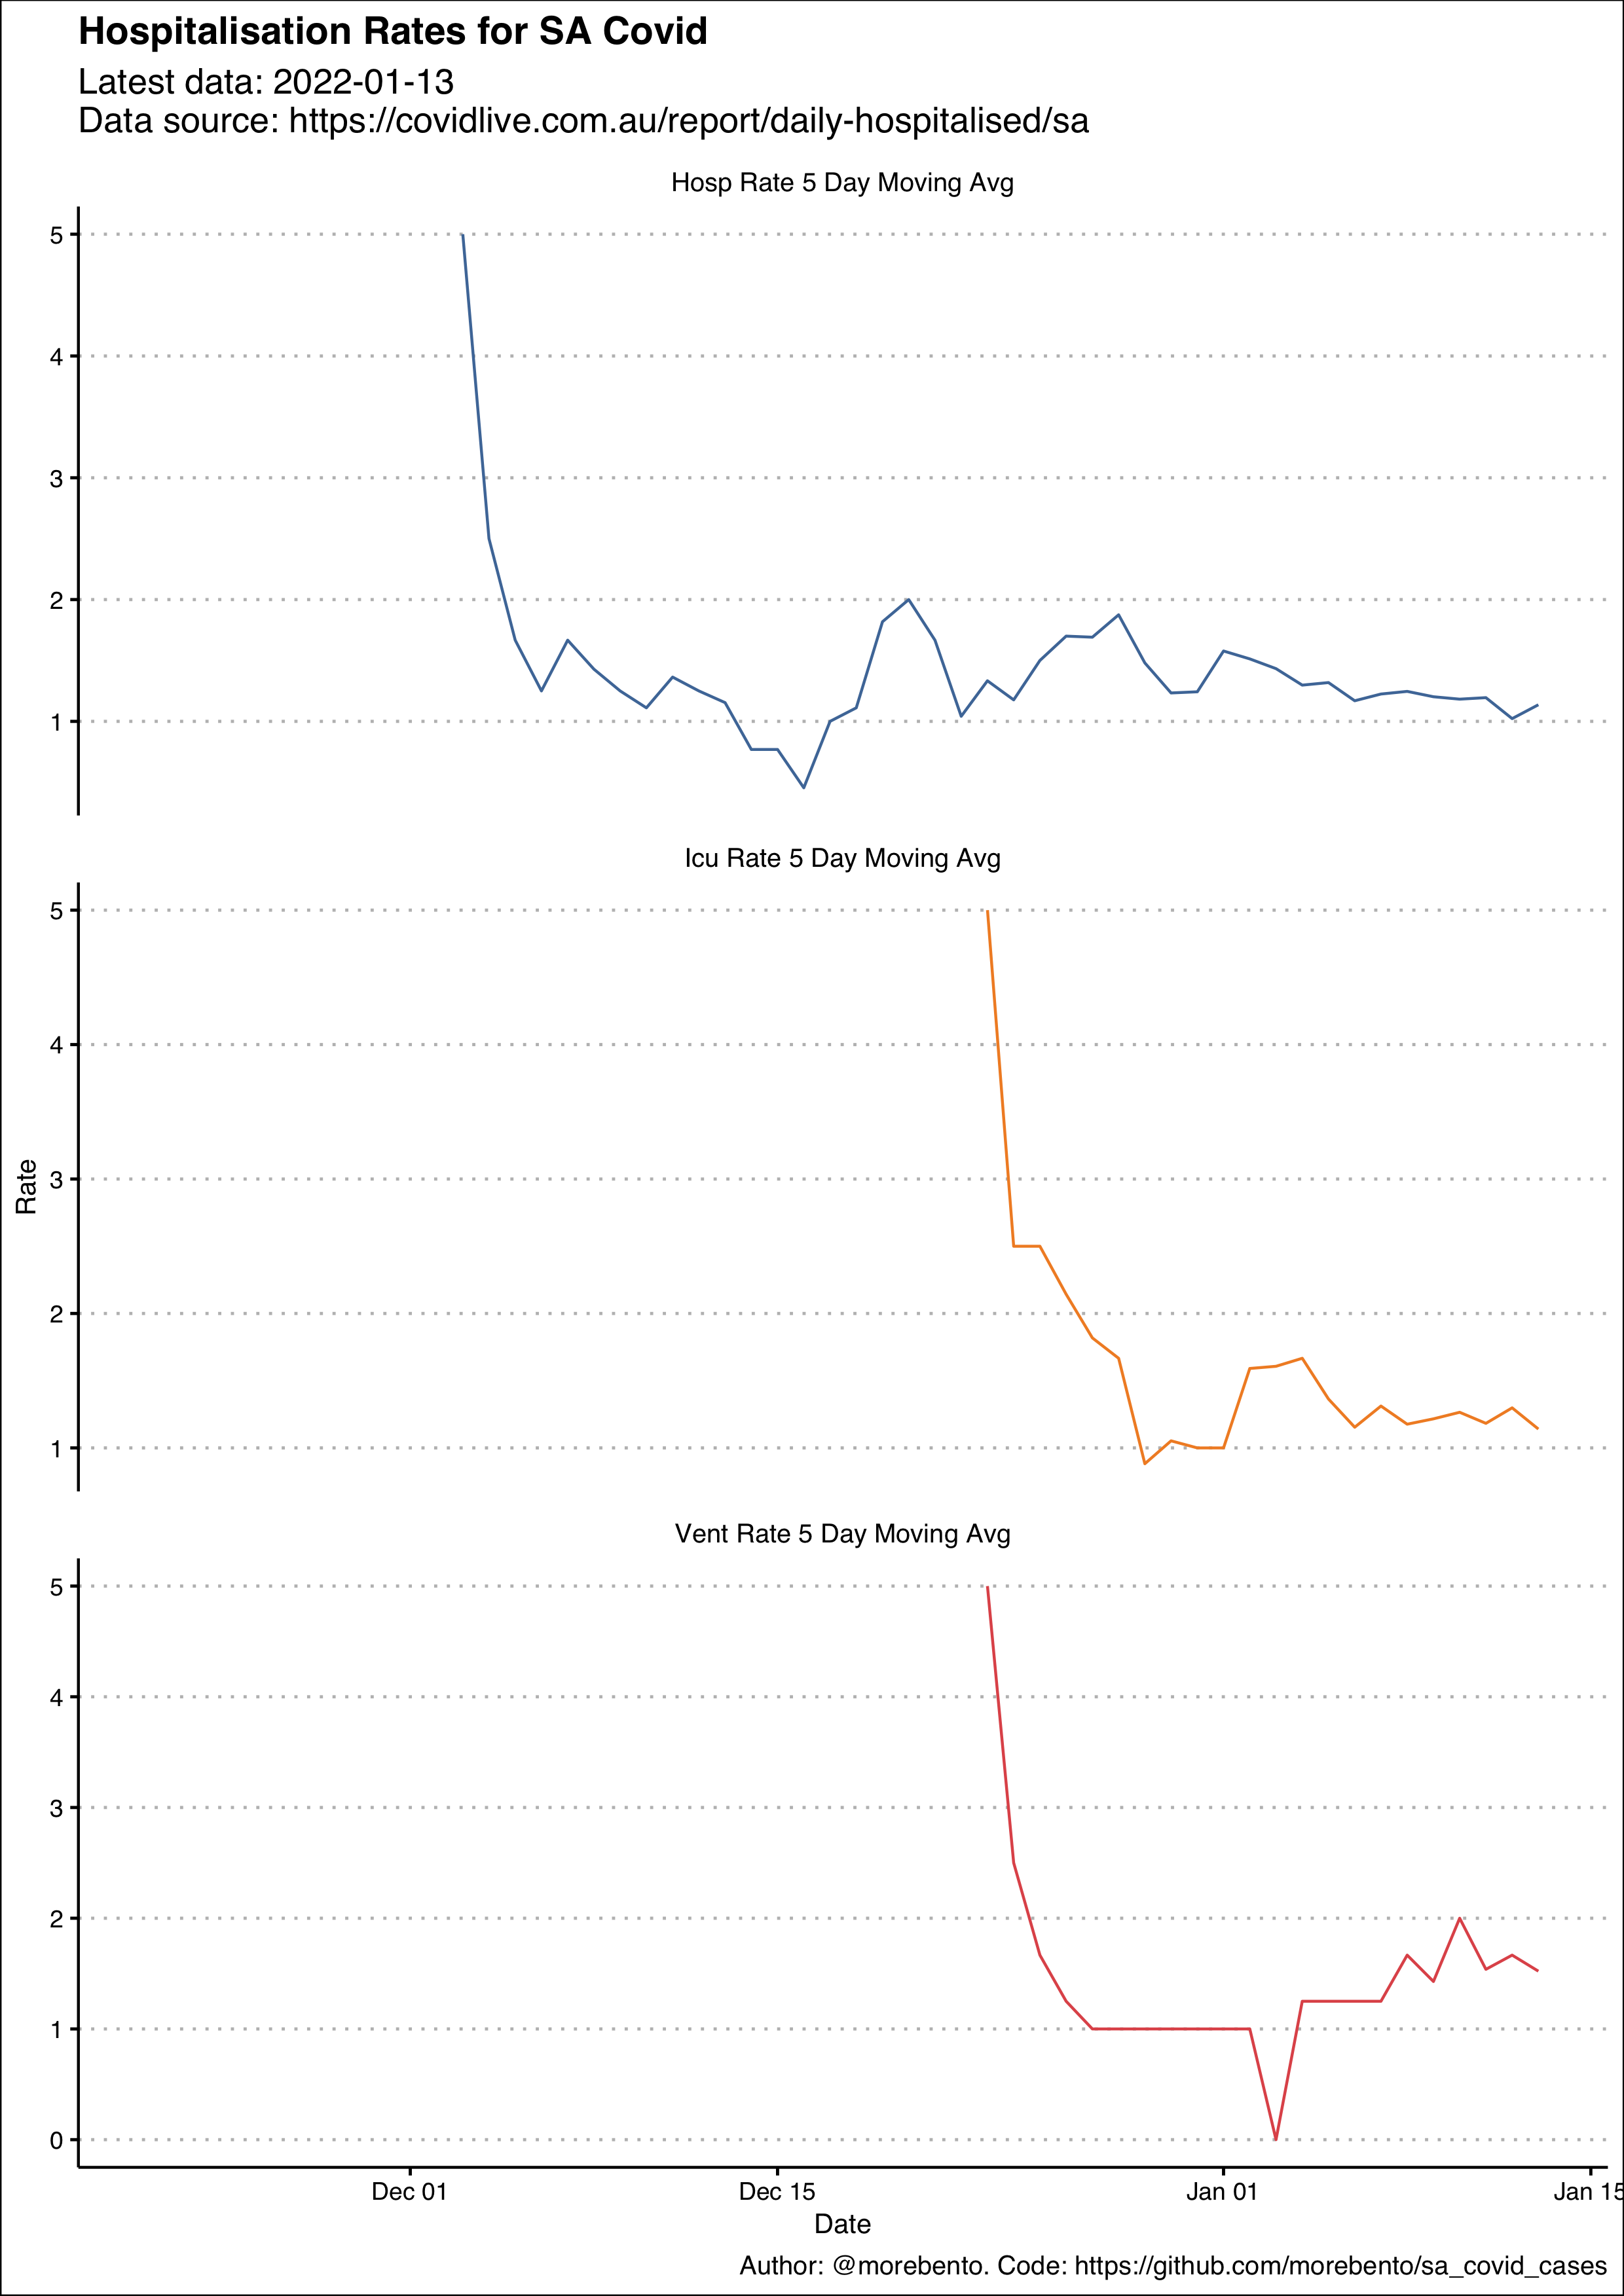 Hospitalisation Rates for SA Covid
Latest data: 2022-01-13
Data source: https://covidlive.com.au/report/daily-hospitalised/sa
Hosp Rate 5 Day Moving Avg
5
4
3
2
1
Icu Rate 5 Day Moving Avg
5
4
3
2
1
Rate
Vent Rate 5 Day Moving Avg
5
4
3
2
1
0
Dec 01 Dec 15 Jan 01 Jan 15
Date
Author: @morebento. Code: https://github.com/morebento/sa_covid_cases